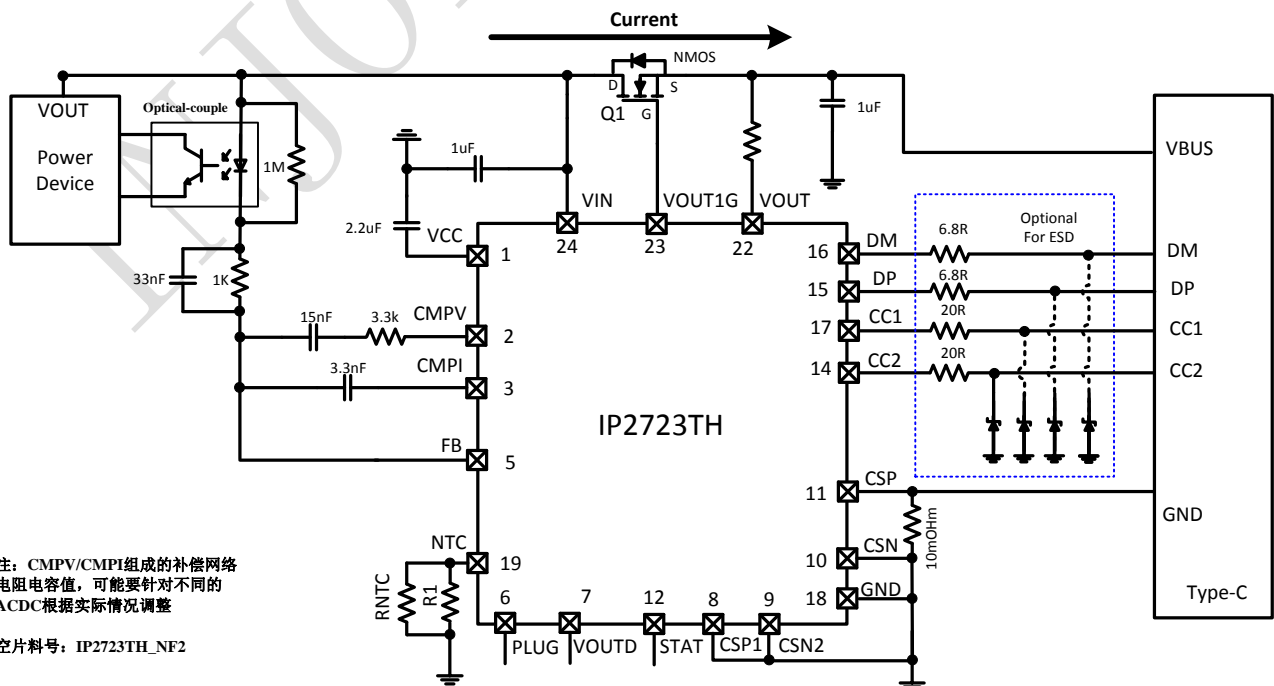 Current
NMOS
D
S
Q1
G
VOUT
Power
Device
Optical-couple
1M
1uF
1uF
2.2uF
VCC
1
VIN
24
VOUT1G
23
VOUT
22
33nF
1K
15nF
3.3k
CMPV
2
3.3nF
CMPI
3
FB
5
IP2723TH
16
DM
6.8R
15
DP
6.8R
17
CC1
20R
14
CC2
20R
Optional
For ESD
VBUS
DM
DP
CC1
CC2
GND
Type-C
11
CSP
10
CSN
18
GND
10mOHm
NTC
19
RNTC
R1
6
PLUG
7
VOUTD
12
STAT
8
CSP1
9
CSN2
注：CMPV/CMPI组成的补偿网络
电阻电容值，可能要针对不同的
ACDC根据实际情况调整
空片料号：IP2723TH_NF2